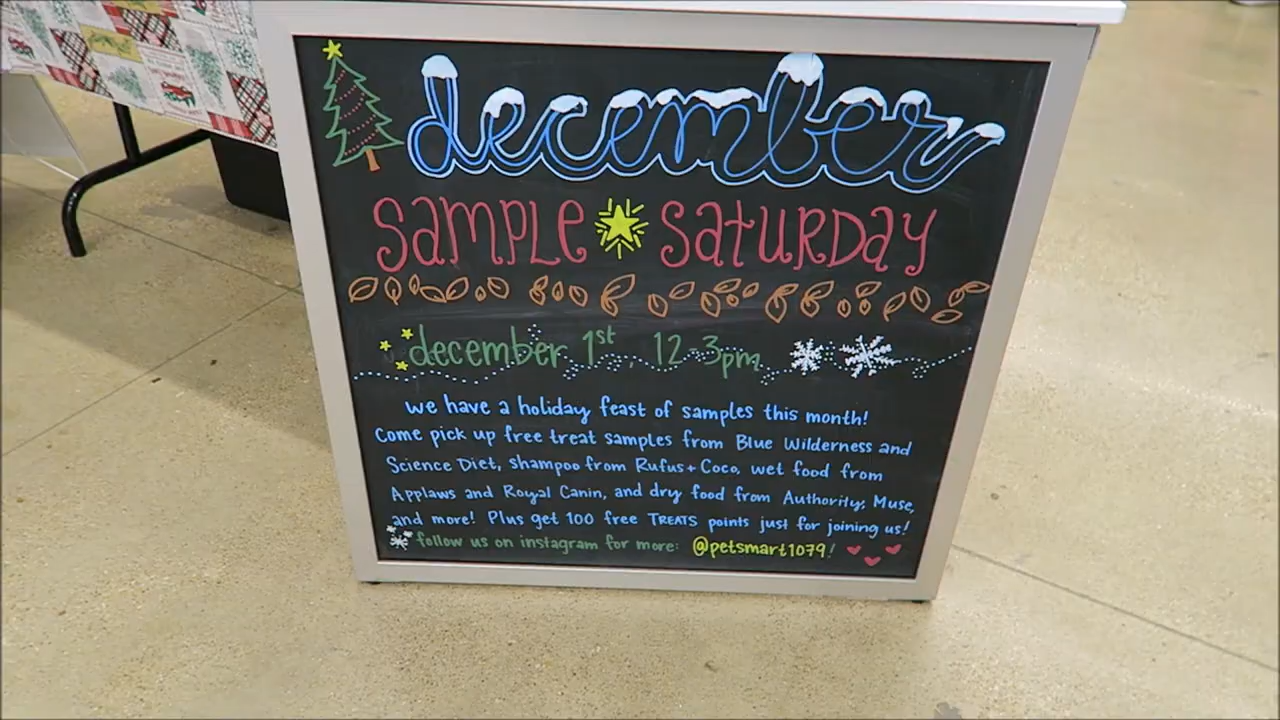 december
sample saturday
december 1st 12-3pm
we have a holiday feast of samples this month!
Come pick up free treat samples from Blue Wilderness and
Science Diet, shampoo from Rufus+Coco, wet food from
Applaws and Royal Canin, and dry food from Authority, Muse,
and more! Plus get 100 free TREATS points just for joining us!
follow us on instagram for more: @petsmart1079!